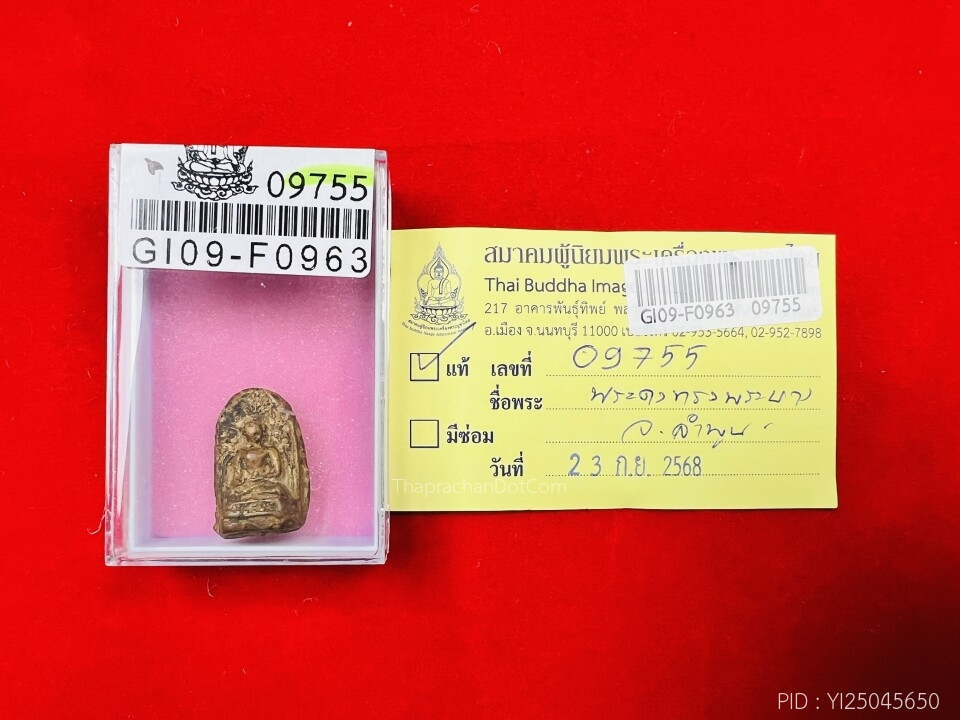 09755
GI09-F0963
สมาคมผู้นิยมพระเครื่อง
Thai Buddha Imag
GI09-F0963 09755
217 อาคารพันธุ์ทิพย์
อ.เมือง จ.นนทบุรี 11000 02-953-5664, 02-952-7898
แท้ เลขที่ 09755
ชื่อพระ พระคงทรงพระบาง
มีซ่อม จ.ลำพูน
วันที่ 23 ก.ย. 2568
ThaprachanDotCom
PID : YI25045650